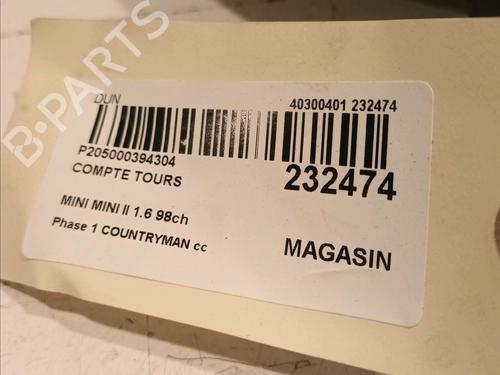 B-PARTS
DUN
40300401 232474
P205000394304
COMPTE TOURS
232474
MINI MINI II 1.6 98ch
Phase 1 COUNTRYMAN cc
MAGASIN